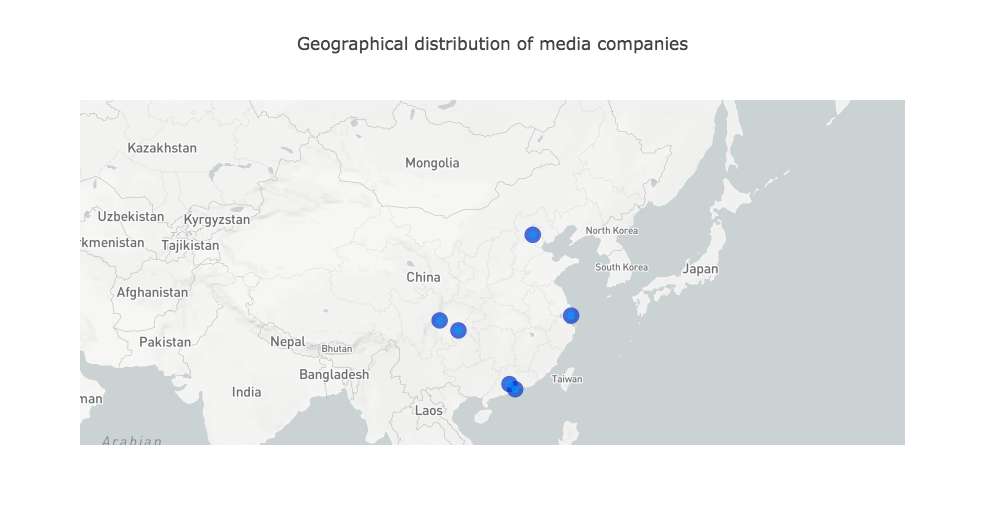 Geographical distribution of media companies
Kazakhstan
Mongolia
Uzbekistan
Kyrgyzstan
North Korea
rkmenistan
Tajikistan
South Korea
Japan
China
Afghanistan
Pakistan
Nepal
Bhutan
Bangladesh
Taiwan
India
man
Laos
Arabian